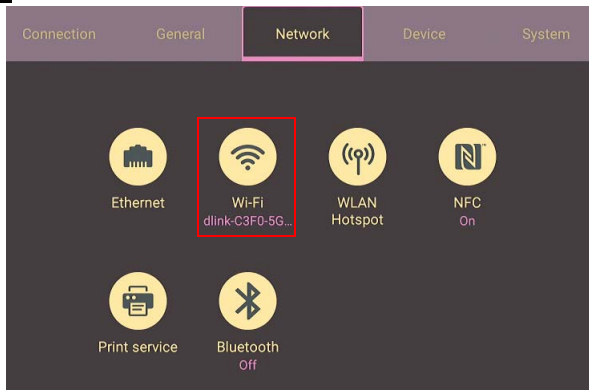 Connection General Network Device System
Ethernet Wi-Fi WLAN NFC
dlink-C3F0-5G... Hotspot On
Print service Bluetooth
Off